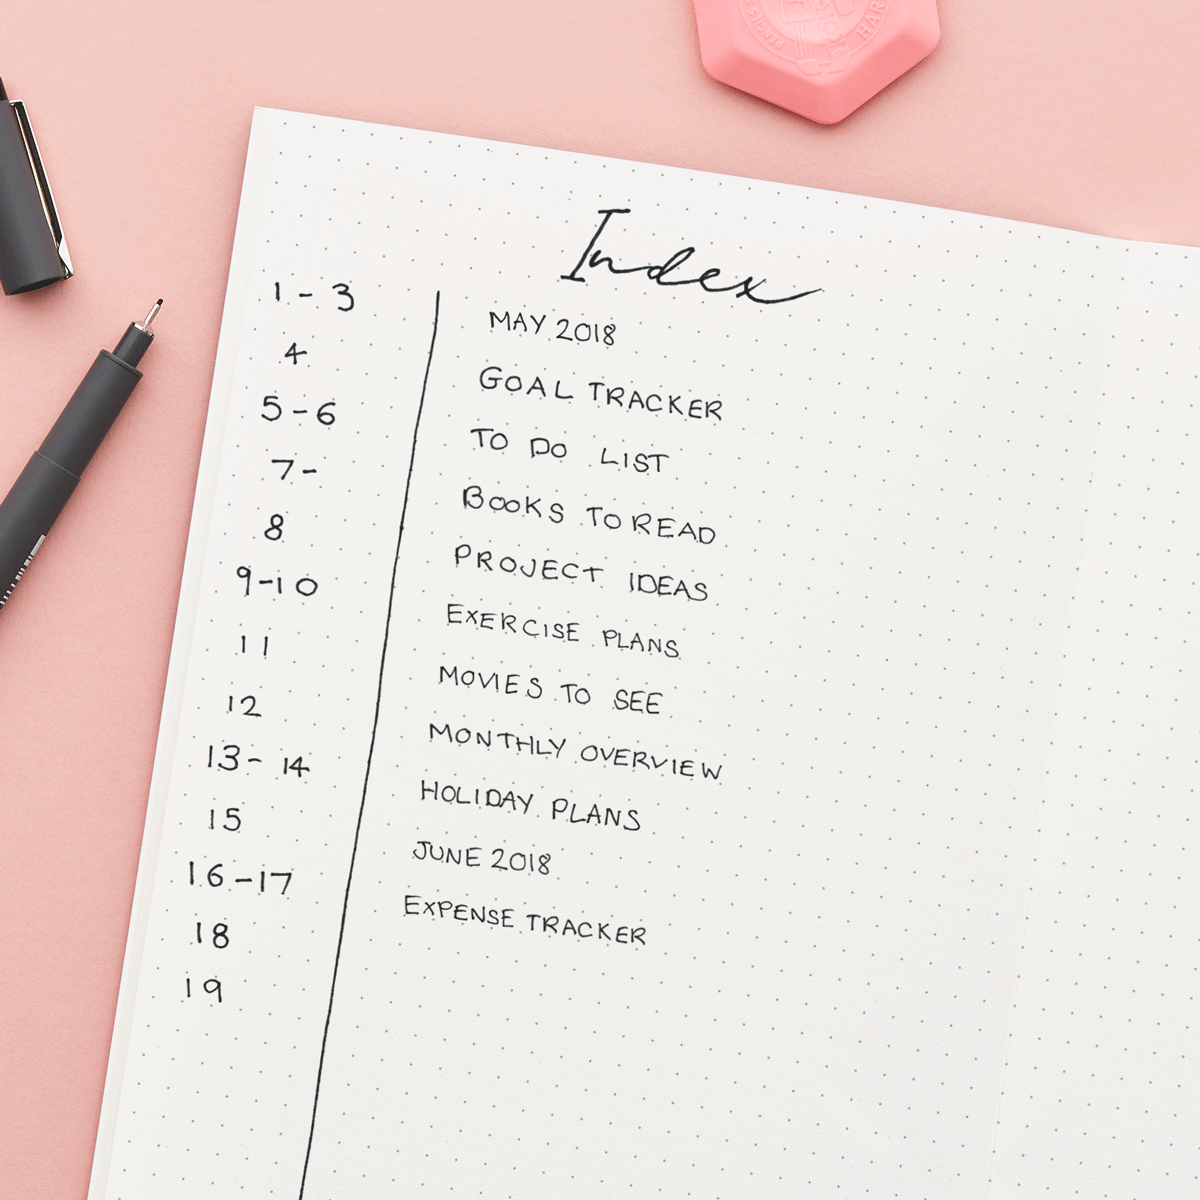 Index
1 - 3 MAY 2018
4 GOAL TRACKER
5 - 6 TO DO LIST
7 - BOOKS TO READ
8 PROJECT IDEAS
9 - 10 EXERCISE PLANS
11 MOVIES TO SEE
12 MONTHLY OVERVIEW
13 - 14 HOLIDAY PLANS
15 JUNE 2018
16 - 17 EXPENSE TRACKER
18
19